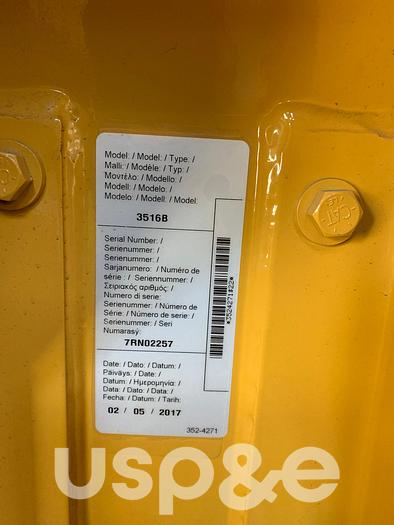 Model: / Model: / Type: /
Malli: / Modèle: / Typ: /
Μοντέλο: / Modello: /
Modell: / Modelo: /
Modelo: / Modell: / Model:
3516B
Serial Number: /
Serienummer: /
Serienummer: /
Sarjanumero: / Numéro de
série : / Seriennummer: /
Σειριακός αριθμός: /
Numero di serie:
Serienummer: / Número de
Série: / Número de serie: /
Serienummer: / Seri
Numarasý:
7RN02257
*3524271#22*
Date: / Dato: / Datum: /
Päiväys: / Date: /
Datum: / Ημερομηνία: /
Data: / Dato: / Data: /
Fecha: / Datum: / Tarih:
02 / 05 / 2017
352-4271
CAT
usp&e